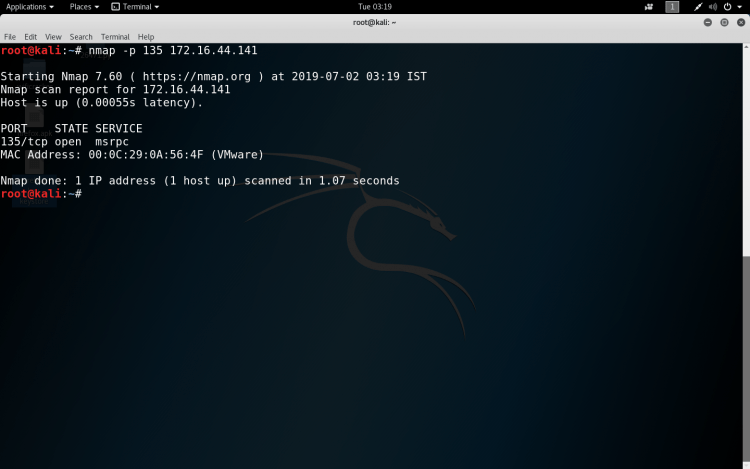 Applications Places Terminal Tue 03:19 1
root@kali: ~
File Edit View Search Terminal Help
root@kali:~# nmap -p 135 172.16.44.141
Starting Nmap 7.60 ( https://nmap.org ) at 2019-07-02 03:19 IST
Nmap scan report for 172.16.44.141
Host is up (0.00055s latency).
PORT STATE SERVICE
135/tcp open msrpc
MAC Address: 00:0C:29:0A:56:4F (VMware)
Nmap done: 1 IP address (1 host up) scanned in 1.07 seconds
root@kali:~#